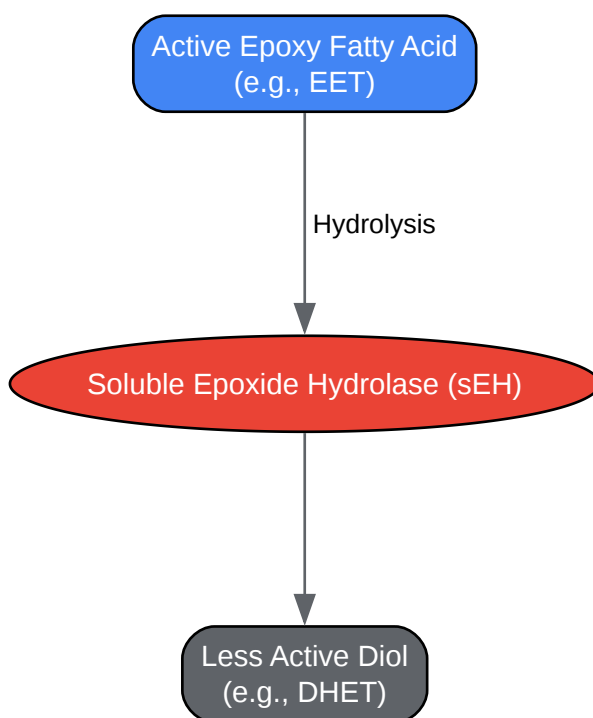 Active Epoxy Fatty Acid
(e.g., EET)
Hydrolysis
Soluble Epoxide Hydrolase (sEH)
Less Active Diol
(e.g., DHET)